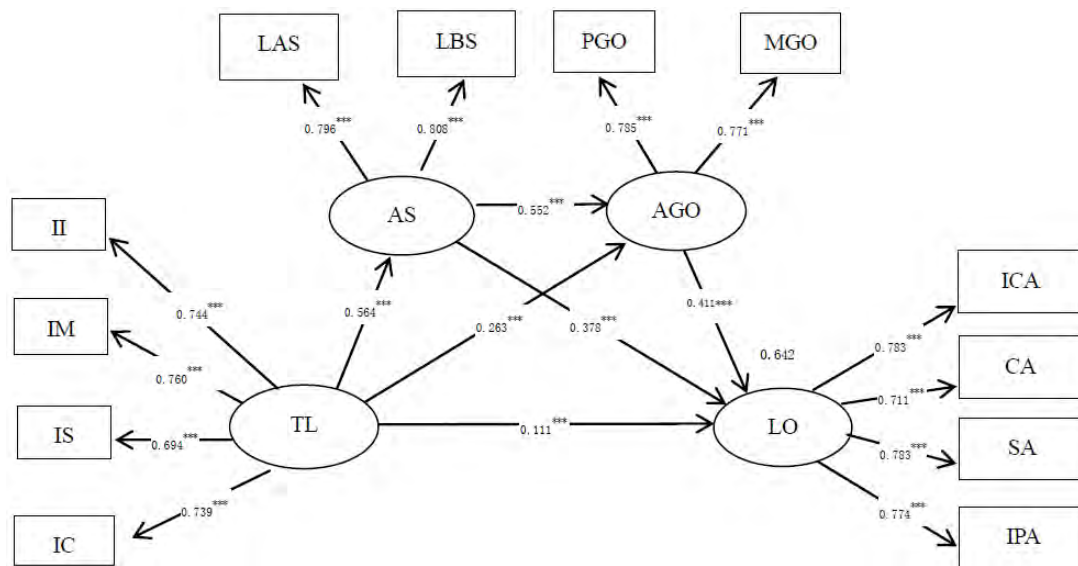 LAS
LBS
PGO
MGO
0.796***
0.808***
0.785***
0.771***
AS
0.552***
AGO
II
ICA
0.744***
0.564***
0.263***
0.378***
0.411***
0.783***
IM
0.642
CA
0.760***
0.711***
TL
0.111***
LO
IS
0.694***
0.783***
SA
0.739***
0.774***
IC
IPA